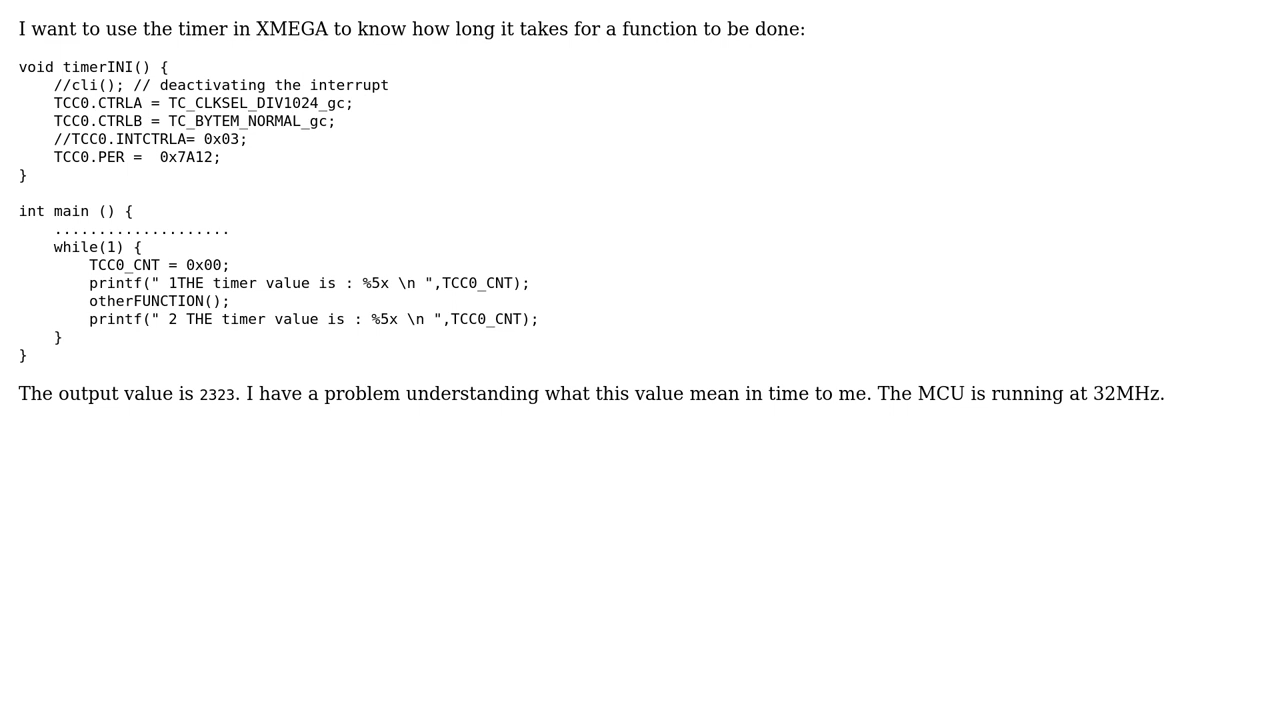 I want to use the timer in XMEGA to know how long it takes for a function to be done:
void timerINI() {
    //cli(); // deactivating the interrupt
    TCC0.CTRLA = TC_CLKSEL_DIV1024_gc;
    TCC0.CTRLB = TC_BYTEM_NORMAL_gc;
    //TCC0.INTCTRLA= 0x03;
    TCC0.PER =  0x7A12;
}
int main () {
    ....................
    while(1) {
        TCC0_CNT = 0x00;
        printf(" 1THE timer value is : %5x \n ",TCC0_CNT);
        otherFUNCTION();
        printf(" 2 THE timer value is : %5x \n ",TCC0_CNT);
    }
}
The output value is 2323. I have a problem understanding what this value mean in time to me. The MCU is running at 32MHz.